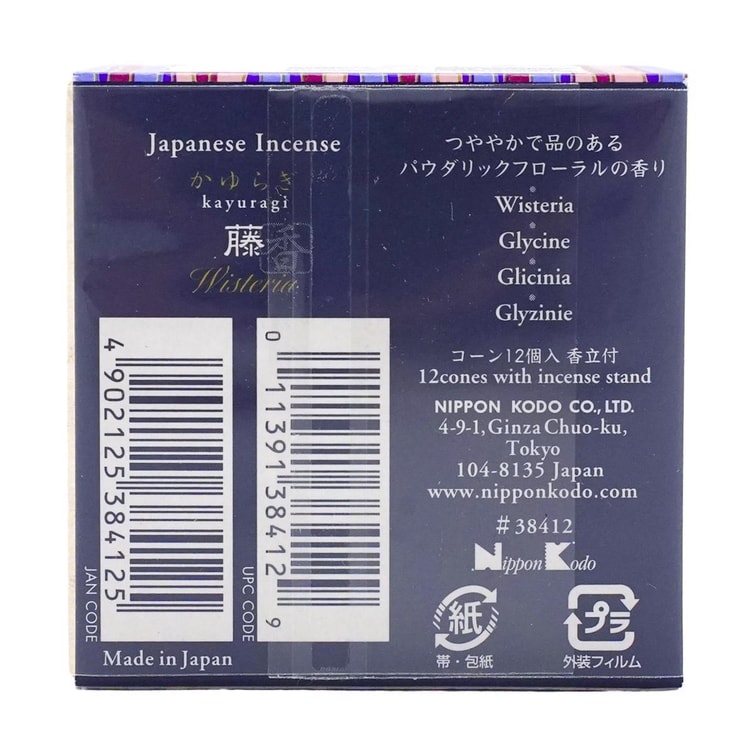 Japanese Incense
かゆらぎ
kayuragi
藤
香
Wisteria
4 902125 384125
JAN CODE
0 11391 38412 9
UPC CODE
Made in Japan
つややかで品のある
パウダリックフローラルの香り
Wisteria
Glycine
Glicinia
Glyzinie
コーン12個入 香立付
12cones with incense stand
NIPPON KODO CO., LTD.
4-9-1, Ginza Chuo-ku,
Tokyo
104-8135 Japan
www.nipponkodo.com
#38412
Nippon Kodo
紙
帯・包紙
プラ
外装フィルム